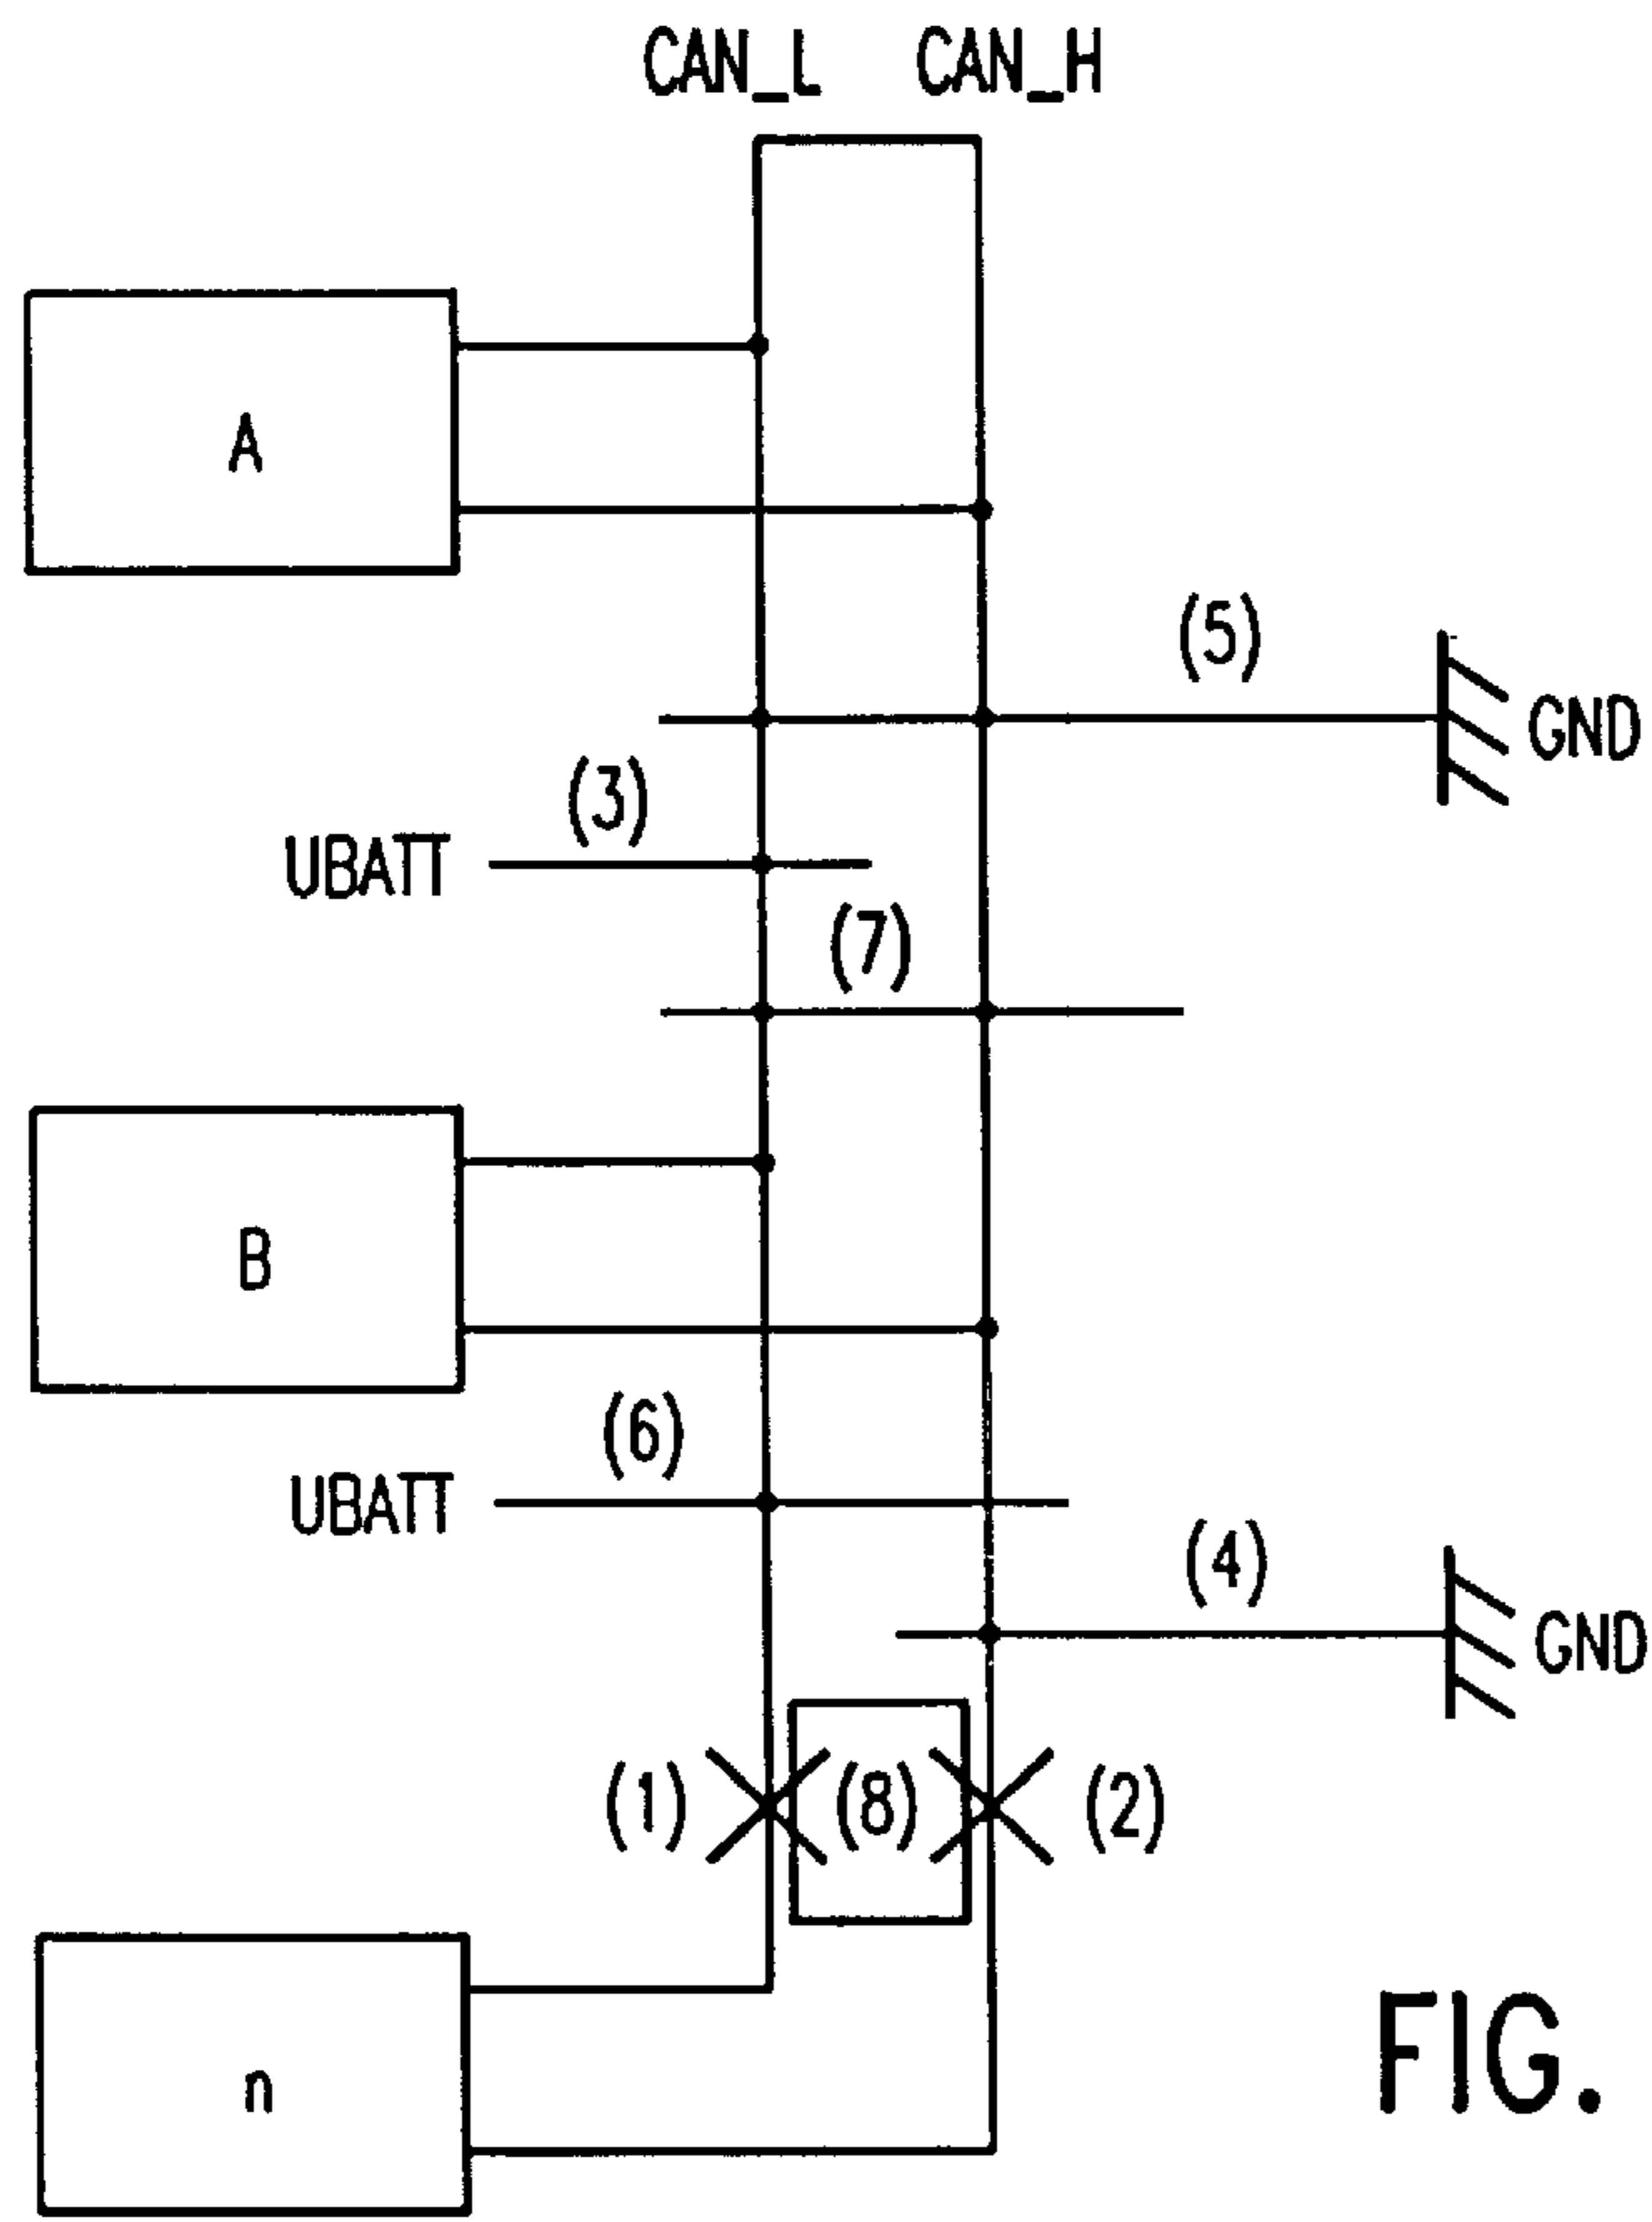 CAN_L CAN_H
A
(5)
GND
(3)
UBATT
(7)
B
(6)
UBATT
(4)
GND
(1) (8) (2)
n
FIG.